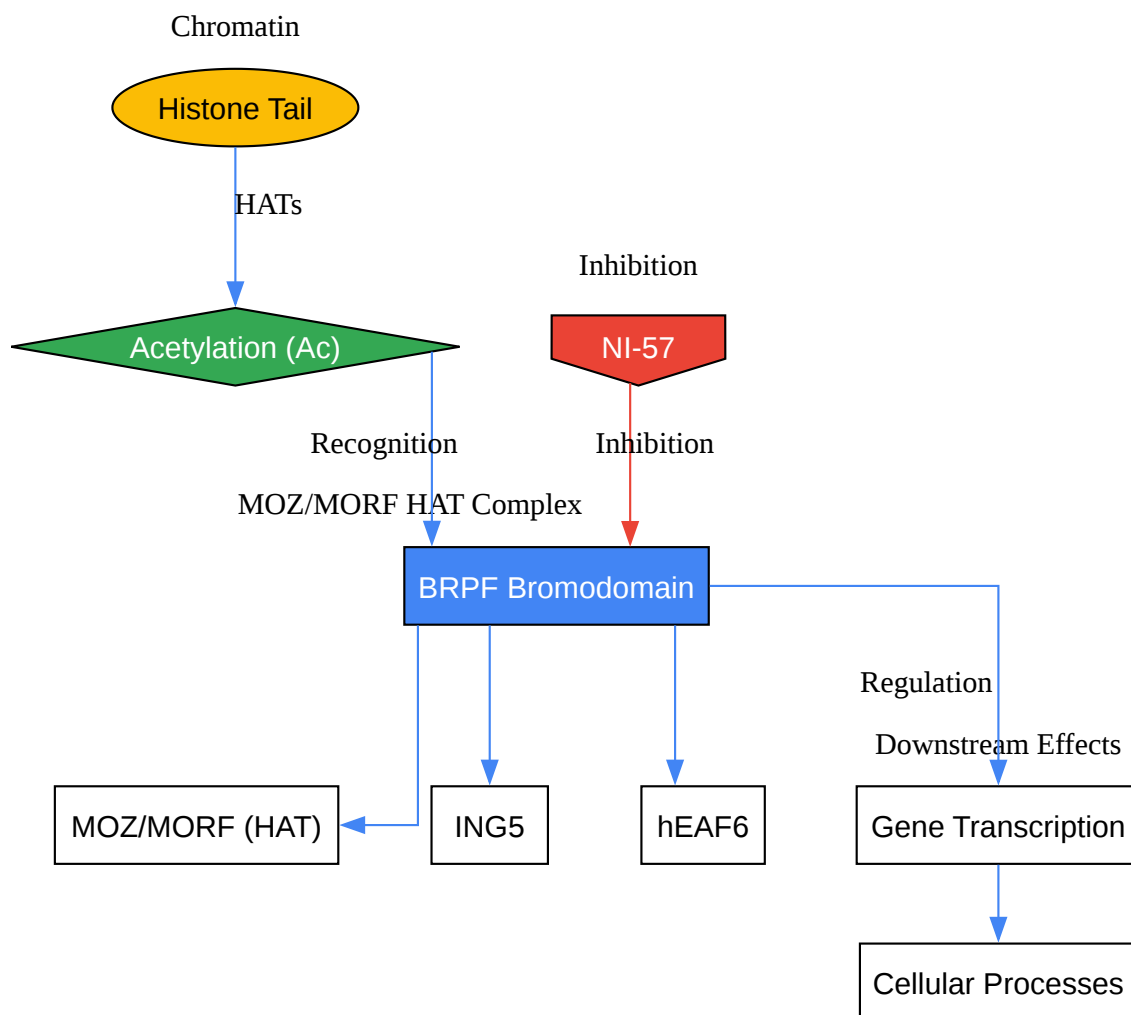 Chromatin
Histone Tail
HATs
Inhibition
Acetylation (Ac)
NI-57
Recognition
Inhibition
MOZ/MORF HAT Complex
BRPF Bromodomain
Regulation
Downstream Effects
MOZ/MORF (HAT)
ING5
hEAF6
Gene Transcription
Cellular Processes